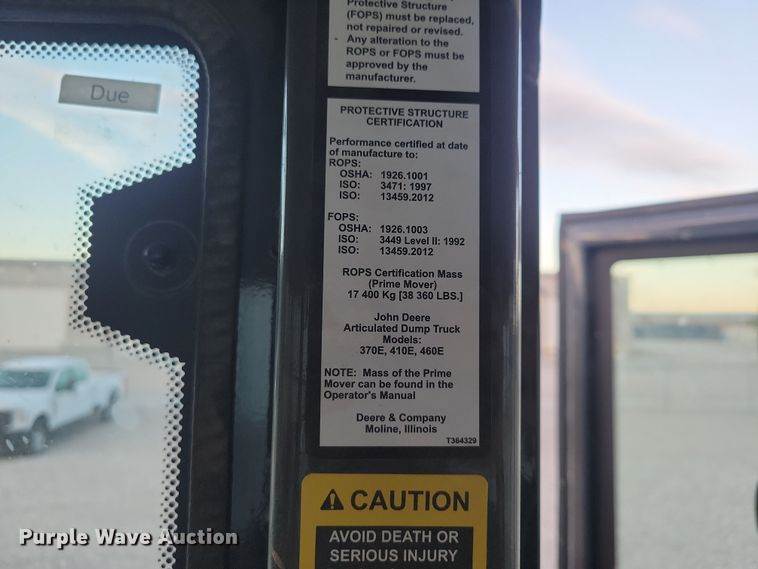 Protective Structure
(FOPS) must be replaced,
not repaired or revised.
- Any alteration to the
ROPS or FOPS must be
approved by the
manufacturer.
Due
PROTECTIVE STRUCTURE
CERTIFICATION
Performance certified at date
of manufacture to:
ROPS:
OSHA: 1926.1001
ISO: 3471: 1997
ISO: 13459.2012
FOPS:
OSHA: 1926.1003
ISO: 3449 Level II: 1992
ISO: 13459.2012
ROPS Certification Mass
(Prime Mover)
17 400 Kg [38 360 LBS.]
John Deere
Articulated Dump Truck
Models:
370E, 410E, 460E
NOTE: Mass of the Prime
Mover can be found in the
Operator's Manual
Deere & Company
Moline, Illinois
T364329
CAUTION
AVOID DEATH OR
SERIOUS INJURY
Purple Wave Auction